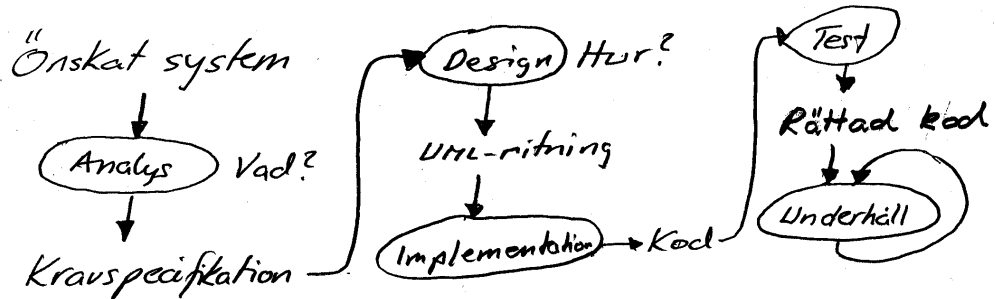 Önskat system
Analys Vad?
Kravspecifikation
Design Hur?
UML-ritning
Implementation
Kod
Test
Rättad kod
Underhåll